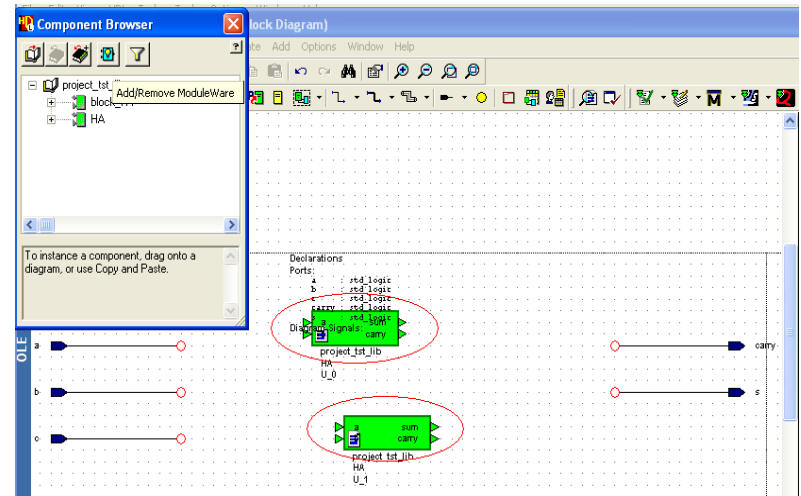 Component Browser
lock Diagram)
Add Options Window Help
project_tst_
Add/Remove ModuleWare
block_
HA
To instance a component, drag onto a
diagram, or use Copy and Paste.
Declarations
Ports:
a : std_logic
b : std_logic
c : std_logic
carry : std_logic
s : std_logic
Diagram Signals:
a sum
carry
project_tst_lib
HA
U_0
a
b
c
carry
s
a sum
carry
project_tst_lib
HA
U_1
OLE
M